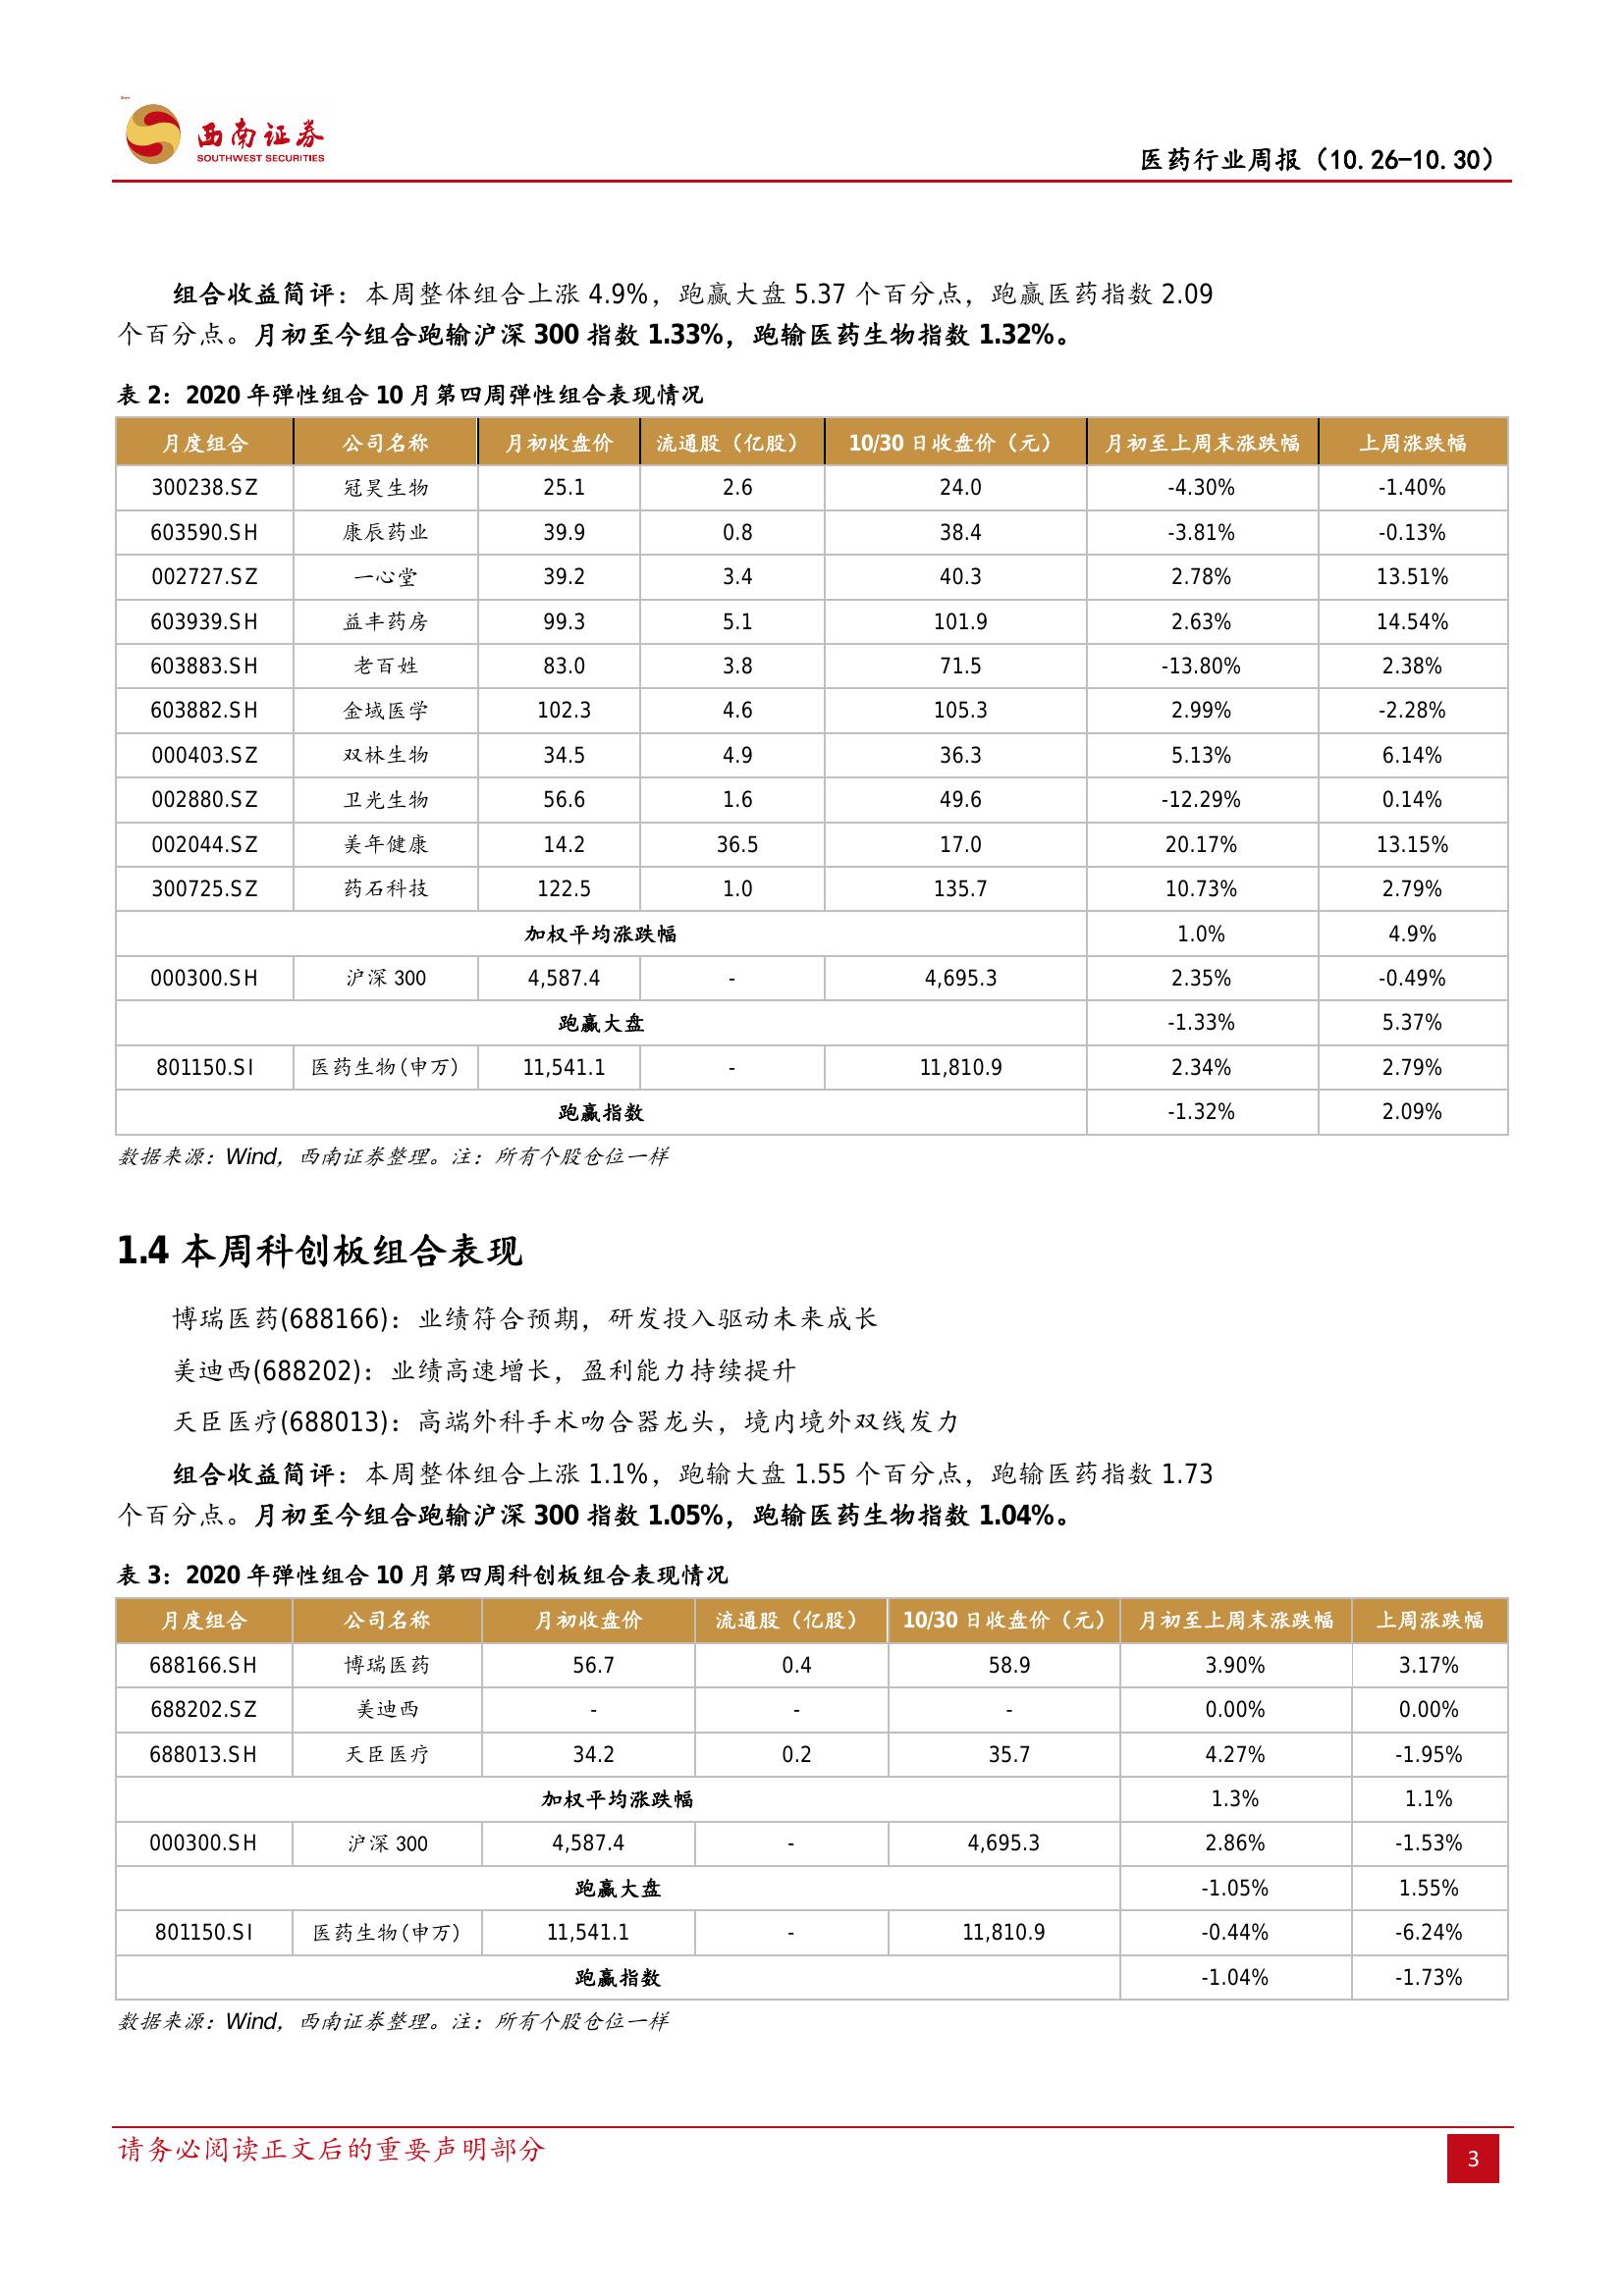 西南证券
SOUTHWEST SECURITIES
医药行业周报（10.26-10.30）
组合收益简评：本周整体组合上涨 4.9%，跑赢大盘 5.37 个百分点，跑赢医药指数 2.09
个百分点。月初至今组合跑输沪深 300 指数 1.33%，跑输医药生物指数 1.32%。
表 2：2020 年弹性组合 10 月第四周弹性组合表现情况
月度组合 公司名称 月初收盘价 流通股（亿股） 10/30 日收盘价（元） 月初至上周末涨跌幅 上周涨跌幅
300238.SZ 冠昊生物 25.1 2.6 24.0 -4.30% -1.40%
603590.SH 康辰药业 39.9 0.8 38.4 -3.81% -0.13%
002727.SZ 一心堂 39.2 3.4 40.3 2.78% 13.51%
603939.SH 益丰药房 99.3 5.1 101.9 2.63% 14.54%
603883.SH 老百姓 83.0 3.8 71.5 -13.80% 2.38%
603882.SH 金域医学 102.3 4.6 105.3 2.99% -2.28%
000403.SZ 双林生物 34.5 4.9 36.3 5.13% 6.14%
002880.SZ 卫光生物 56.6 1.6 49.6 -12.29% 0.14%
002044.SZ 美年健康 14.2 36.5 17.0 20.17% 13.15%
300725.SZ 药石科技 122.5 1.0 135.7 10.73% 2.79%
加权平均涨跌幅 1.0% 4.9%
000300.SH 沪深 300 4,587.4 - 4,695.3 2.35% -0.49%
跑赢大盘 -1.33% 5.37%
801150.SI 医药生物(申万) 11,541.1 - 11,810.9 2.34% 2.79%
跑赢指数 -1.32% 2.09%
数据来源：Wind，西南证券整理。注：所有个股仓位一样
1.4 本周科创板组合表现
博瑞医药(688166)：业绩符合预期，研发投入驱动未来成长
美迪西(688202)：业绩高速增长，盈利能力持续提升
天臣医疗(688013)：高端外科手术吻合器龙头，境内境外双线发力
组合收益简评：本周整体组合上涨 1.1%，跑输大盘 1.55 个百分点，跑输医药指数 1.73
个百分点。月初至今组合跑输沪深 300 指数 1.05%，跑输医药生物指数 1.04%。
表 3：2020 年弹性组合 10 月第四周科创板组合表现情况
月度组合 公司名称 月初收盘价 流通股（亿股） 10/30 日收盘价（元） 月初至上周末涨跌幅 上周涨跌幅
688166.SH 博瑞医药 56.7 0.4 58.9 3.90% 3.17%
688202.SZ 美迪西 - - - 0.00% 0.00%
688013.SH 天臣医疗 34.2 0.2 35.7 4.27% -1.95%
加权平均涨跌幅 1.3% 1.1%
000300.SH 沪深 300 4,587.4 - 4,695.3 2.86% -1.53%
跑赢大盘 -1.05% 1.55%
801150.SI 医药生物(申万) 11,541.1 - 11,810.9 -0.44% -6.24%
跑赢指数 -1.04% -1.73%
数据来源：Wind，西南证券整理。注：所有个股仓位一样
请务必阅读正文后的重要声明部分
3